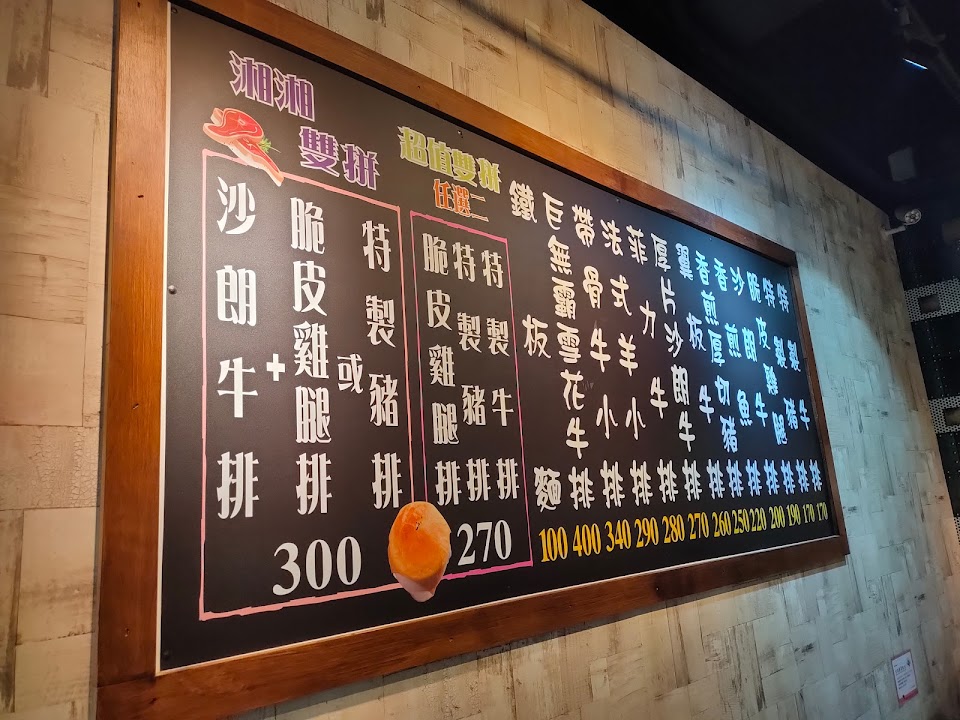 湘湘
雙拼
沙朗牛排
+
脆皮雞腿排
或
特製豬排
300
超值雙拼
任選二
脆皮雞腿排
特製豬排
特製牛排
270
鐵板麵 100
巨無霸雪花牛排 400
帶骨牛小排 340
法式羊小排 290
菲力牛排 280
厚片沙朗牛排 270
翼板牛排 260
香煎厚切豬排 250
香煎魚排 220
沙朗牛排 200
脆皮雞腿排 190
特製豬排 170
特製牛排 170